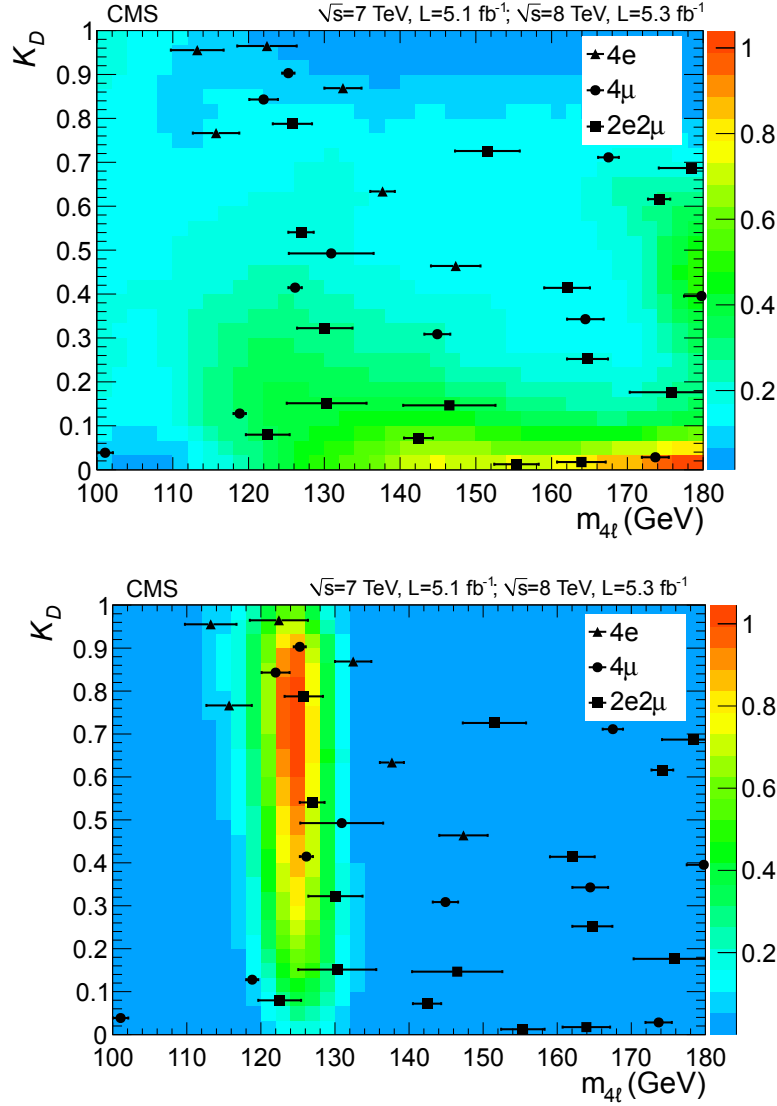 CMS √s=7 TeV, L=5.1 fb⁻¹; √s=8 TeV, L=5.3 fb⁻¹
K_D
1
0.9
0.8
0.7
0.6
0.5
0.4
0.3
0.2
0.1
0
4e
4μ
2e2μ
1
0.8
0.6
0.4
0.2
100 110 120 130 140 150 160 170 180
m_4ℓ (GeV)
CMS √s=7 TeV, L=5.1 fb⁻¹; √s=8 TeV, L=5.3 fb⁻¹
K_D
1
0.9
0.8
0.7
0.6
0.5
0.4
0.3
0.2
0.1
0
4e
4μ
2e2μ
1
0.8
0.6
0.4
0.2
100 110 120 130 140 150 160 170 180
m_4ℓ (GeV)